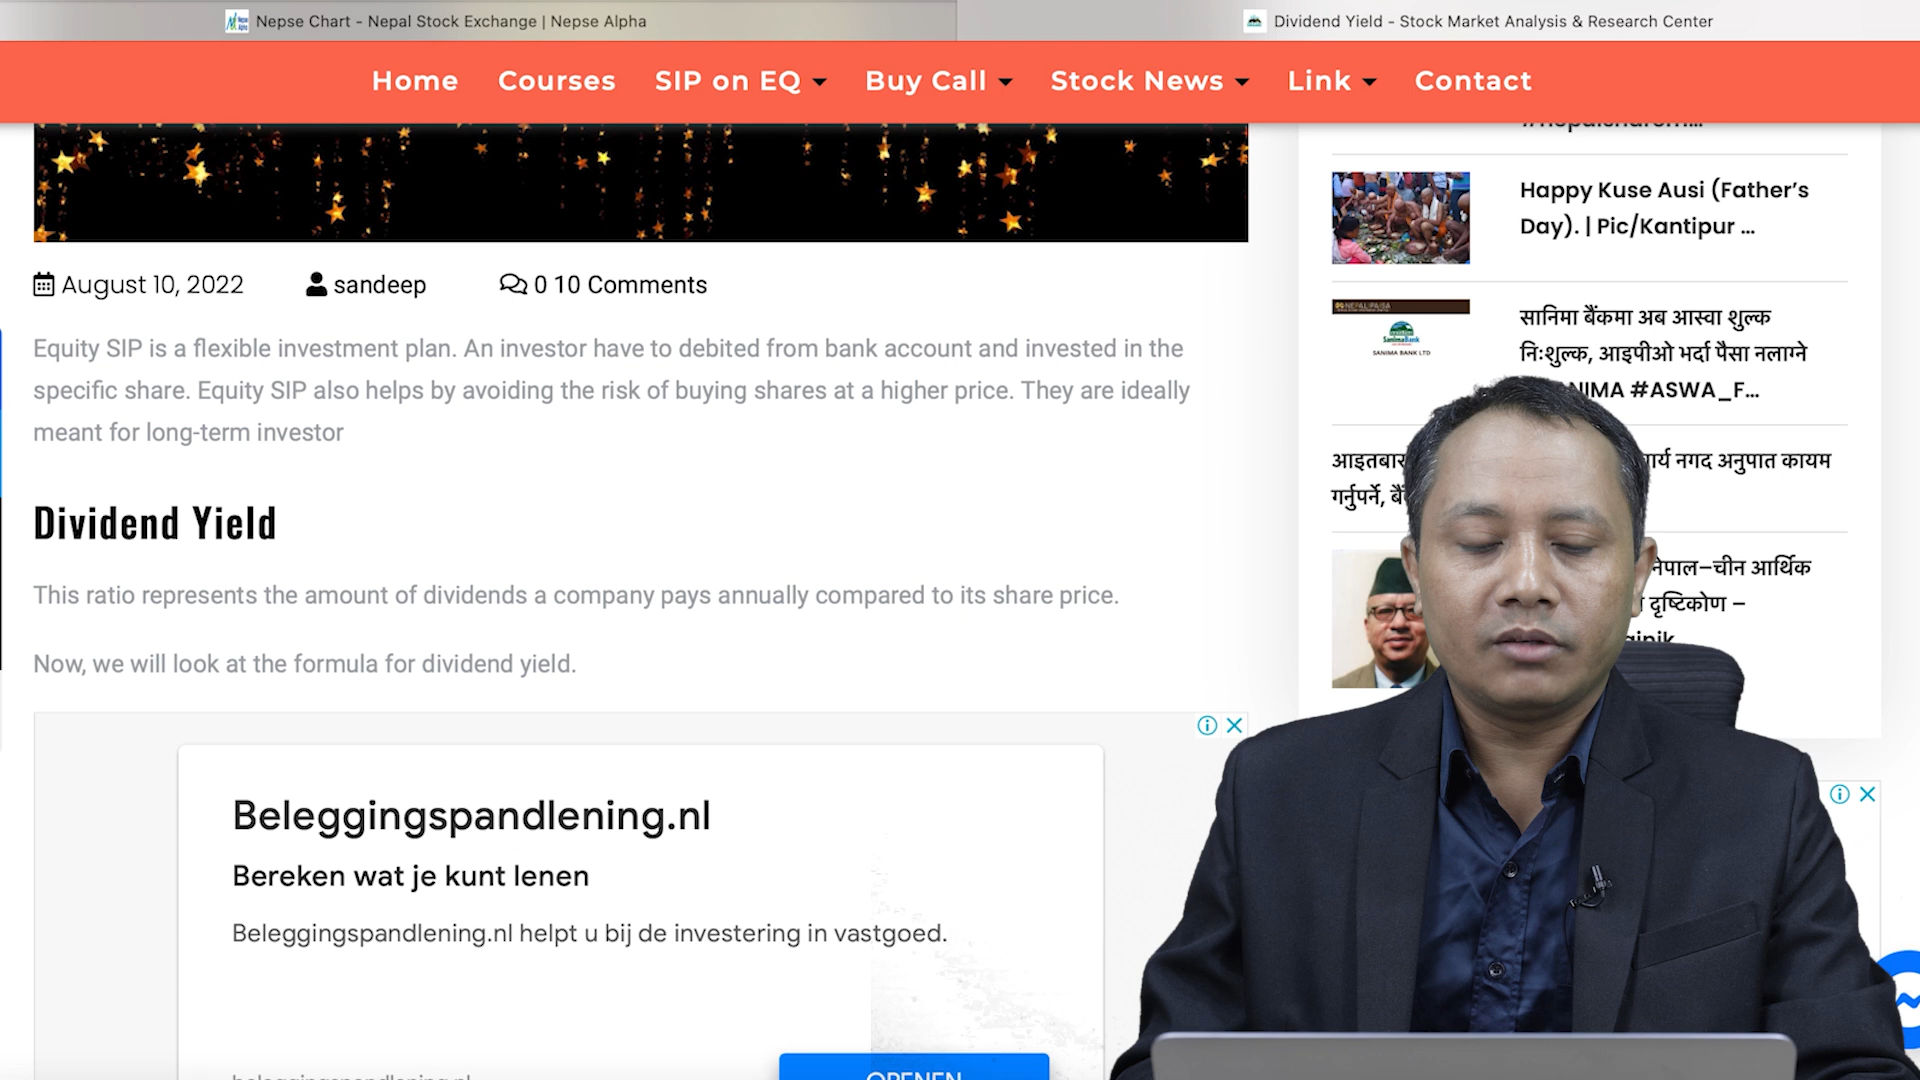 Nepse Chart - Nepal Stock Exchange | Nepse Alpha
Dividend Yield - Stock Market Analysis & Research Center
Home Courses SIP on EQ Buy Call Stock News Link Contact
August 10, 2022 sandeep 0 10 Comments
Equity SIP is a flexible investment plan. An investor have to debited from bank account and invested in the
specific share. Equity SIP also helps by avoiding the risk of buying shares at a higher price. They are ideally
meant for long-term investor
Dividend Yield
This ratio represents the amount of dividends a company pays annually compared to its share price.
Now, we will look at the formula for dividend yield.
Beleggingspandlening.nl
Bereken wat je kunt lenen
Beleggingspandlening.nl helpt u bij de investering in vastgoed.
OPENEN
Happy Kuse Ausi (Father's
Day). | Pic/Kantipur ...
SanimaBank
SANIMA BANK LTD
सानिमा बैंकमा अब आस्वा शुल्क
निःशुल्क, आइपीओ भर्दा पैसा नलाग्ने
#ASWA_F...
आइतबार नगद अनुपात कायम
गर्नुपर्ने,
नेपाल–चीन आर्थिक
दृष्टिकोण –